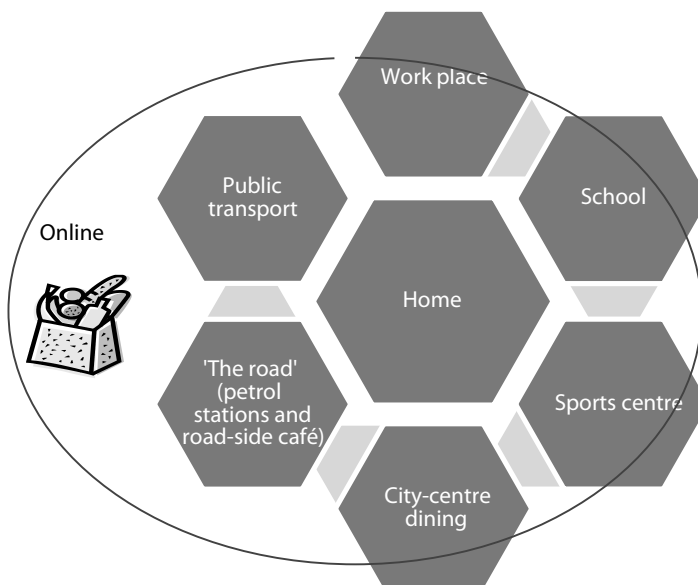 Work place
Public
transport
School
Online
Home
'The road'
(petrol
stations and
road-side café)
Sports centre
City-centre
dining